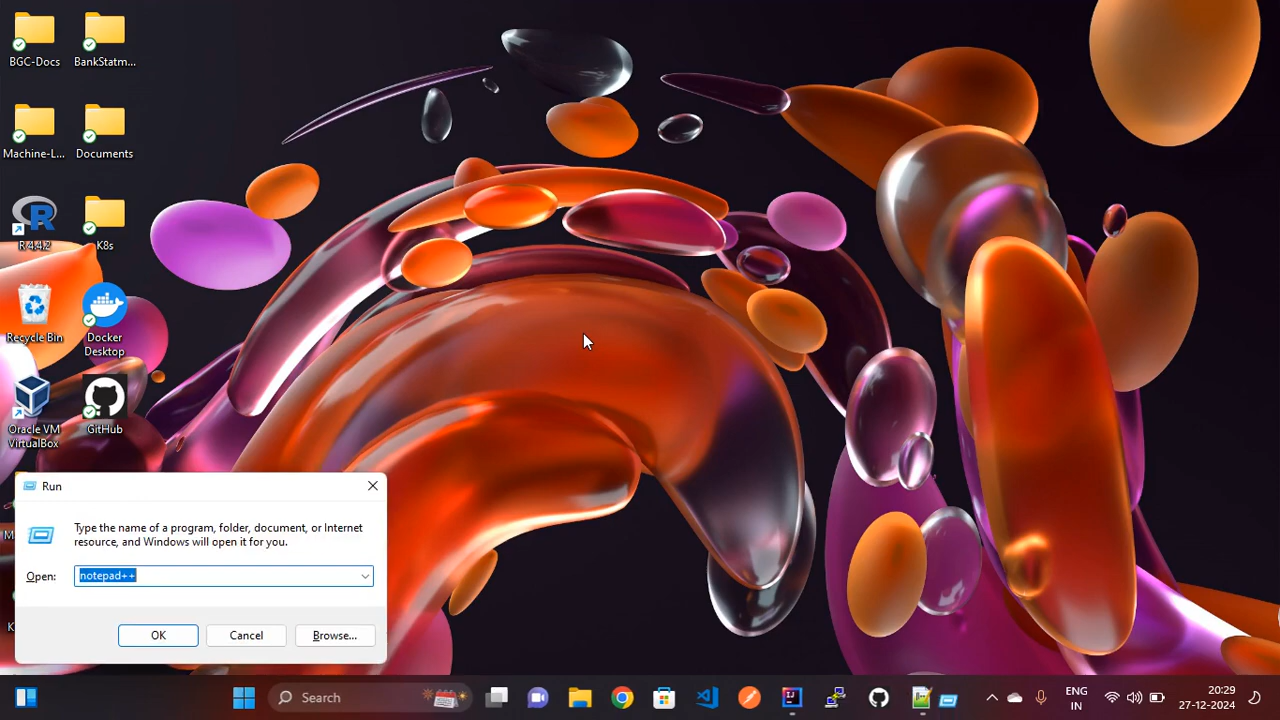 BGC-Docs
BankStatm...
Machine-L...
Documents
R 4.4.2
K8s
Recycle Bin
Docker
Desktop
Oracle VM
VirtualBox
GitHub
Run
Type the name of a program, folder, document, or Internet
resource, and Windows will open it for you.
Open:
notepad++
OK
Cancel
Browse...
Search
ENG
IN
20:29
27-12-2024